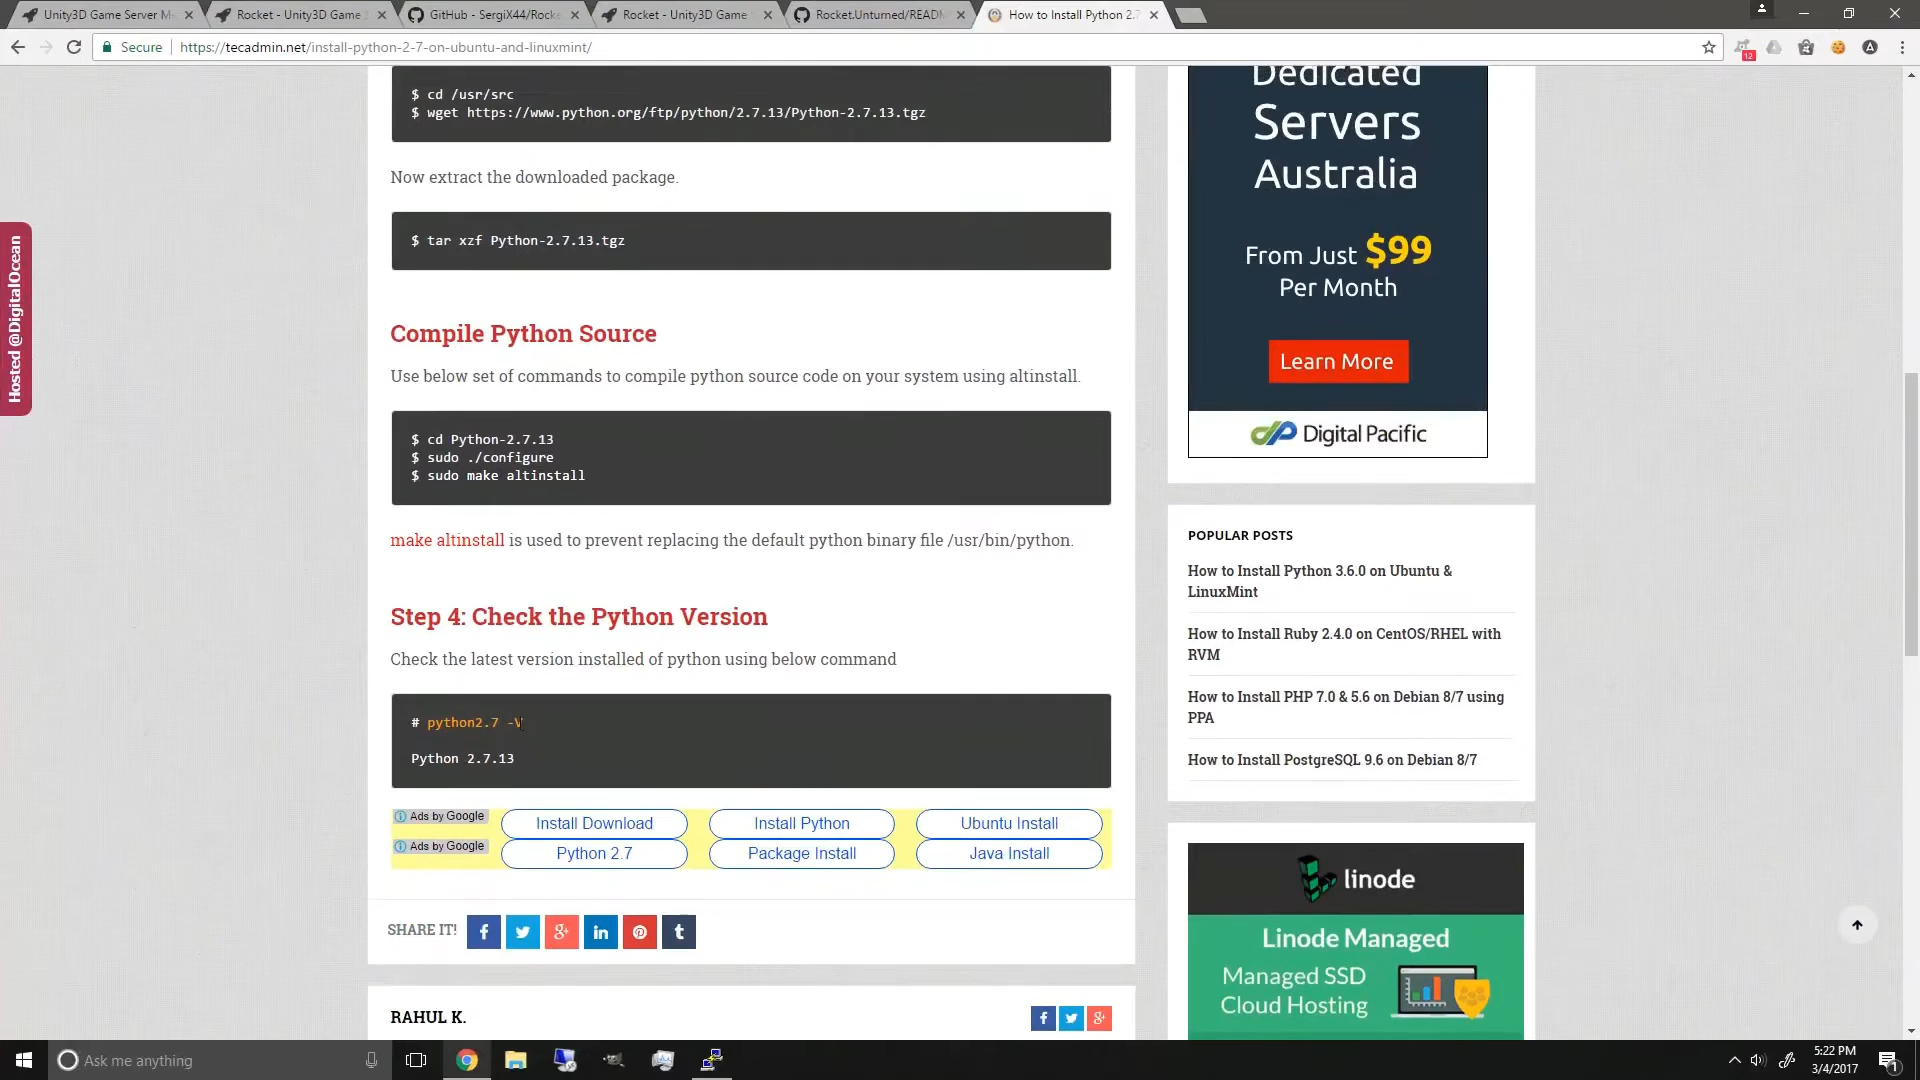 Unity3D Game Server M
Rocket - Unity3D Game
GitHub - SergiX44/Rocke
Rocket - Unity3D Game
Rocket.Unturned/READM
How to Install Python 2.7
Secure
https://tecadmin.net/install-python-2-7-on-ubuntu-and-linuxmint/
12
Hosted @DigitalOcean
$ cd /usr/src
$ wget https://www.python.org/ftp/python/2.7.13/Python-2.7.13.tgz
Now extract the downloaded package.
$ tar xzf Python-2.7.13.tgz
Compile Python Source
Use below set of commands to compile python source code on your system using altinstall.
$ cd Python-2.7.13
$ sudo ./configure
$ sudo make altinstall
make altinstall is used to prevent replacing the default python binary file /usr/bin/python.
Step 4: Check the Python Version
Check the latest version installed of python using below command
# python2.7 -V
Python 2.7.13
Ads by Google
Install Download
Install Python
Ubuntu Install
Ads by Google
Python 2.7
Package Install
Java Install
SHARE IT!
RAHUL K.
Dedicated
Servers
Australia
From Just $99
Per Month
Learn More
Digital Pacific
POPULAR POSTS
How to Install Python 3.6.0 on Ubuntu &
LinuxMint
How to Install Ruby 2.4.0 on CentOS/RHEL with
RVM
How to Install PHP 7.0 & 5.6 on Debian 8/7 using
PPA
How to Install PostgreSQL 9.6 on Debian 8/7
linode
Linode Managed
Managed SSD
Cloud Hosting
Ask me anything
5:22 PM
3/4/2017
1